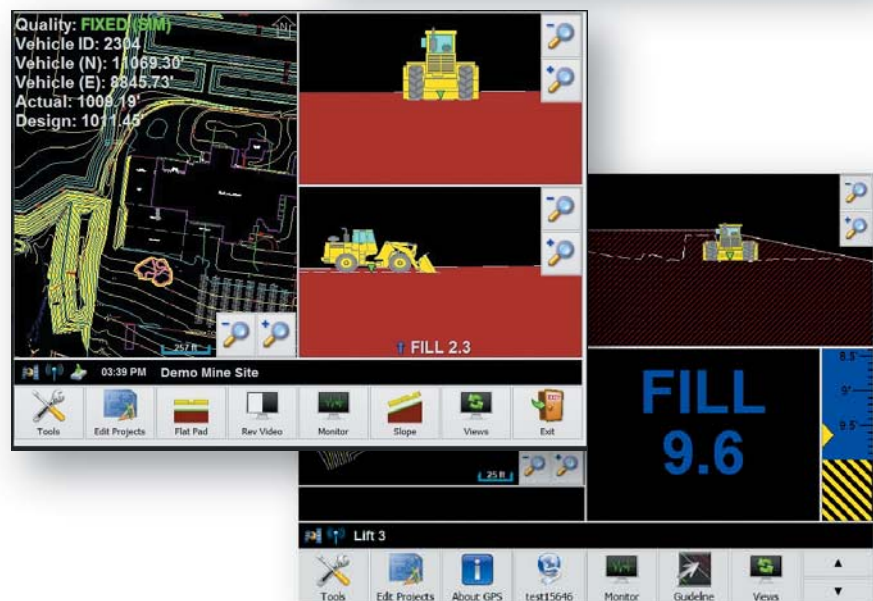 Quality: FIXED (SIM)
Vehicle ID: 2304
Vehicle (N): 11069.30'
Vehicle (E): 8845.73'
Actual: 1009.19'
Design: 1011.45'
N
257 ft
FILL 2.3
03:39 PM Demo Mine Site
Tools Edit Projects Flat Pad Rev Video Monitor Slope Views Exit
8.5'
9'
9.5'
FILL
9.6
25 ft
Lift 3
Tools Edit Projects About GPS test15646 Monitor Guideline Views